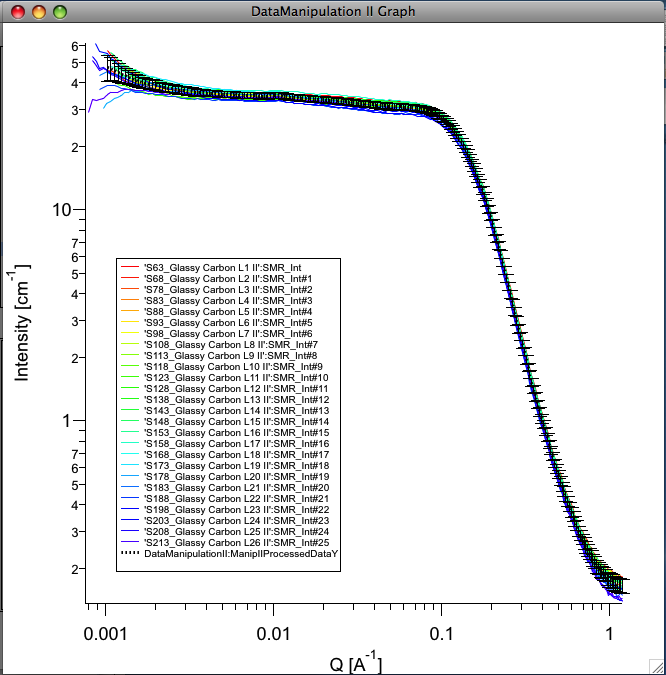 DataManipulation II Graph
6
5
4
3
2
10
7
6
5
4
3
2
1
7
6
5
4
3
2
Intensity [cm-1]
'S63_Glassy Carbon L1 II':SMR_Int
'S68_Glassy Carbon L2 II':SMR_Int#1
'S78_Glassy Carbon L3 II':SMR_Int#2
'S83_Glassy Carbon L4 II':SMR_Int#3
'S88_Glassy Carbon L5 II':SMR_Int#4
'S93_Glassy Carbon L6 II':SMR_Int#5
'S98_Glassy Carbon L7 II':SMR_Int#6
'S108_Glassy Carbon L8 II':SMR_Int#7
'S113_Glassy Carbon L9 II':SMR_Int#8
'S118_Glassy Carbon L10 II':SMR_Int#9
'S123_Glassy Carbon L11 II':SMR_Int#10
'S128_Glassy Carbon L12 II':SMR_Int#11
'S138_Glassy Carbon L13 II':SMR_Int#12
'S143_Glassy Carbon L14 II':SMR_Int#13
'S148_Glassy Carbon L15 II':SMR_Int#14
'S153_Glassy Carbon L16 II':SMR_Int#15
'S158_Glassy Carbon L17 II':SMR_Int#16
'S168_Glassy Carbon L18 II':SMR_Int#17
'S173_Glassy Carbon L19 II':SMR_Int#18
'S178_Glassy Carbon L20 II':SMR_Int#19
'S183_Glassy Carbon L21 II':SMR_Int#20
'S188_Glassy Carbon L22 II':SMR_Int#21
'S198_Glassy Carbon L23 II':SMR_Int#22
'S203_Glassy Carbon L24 II':SMR_Int#23
'S208_Glassy Carbon L25 II':SMR_Int#24
'S213_Glassy Carbon L26 II':SMR_Int#25
DataManipulationII:ManipIIProcessedDataY
0.001 0.01 0.1 1
Q [A-1]